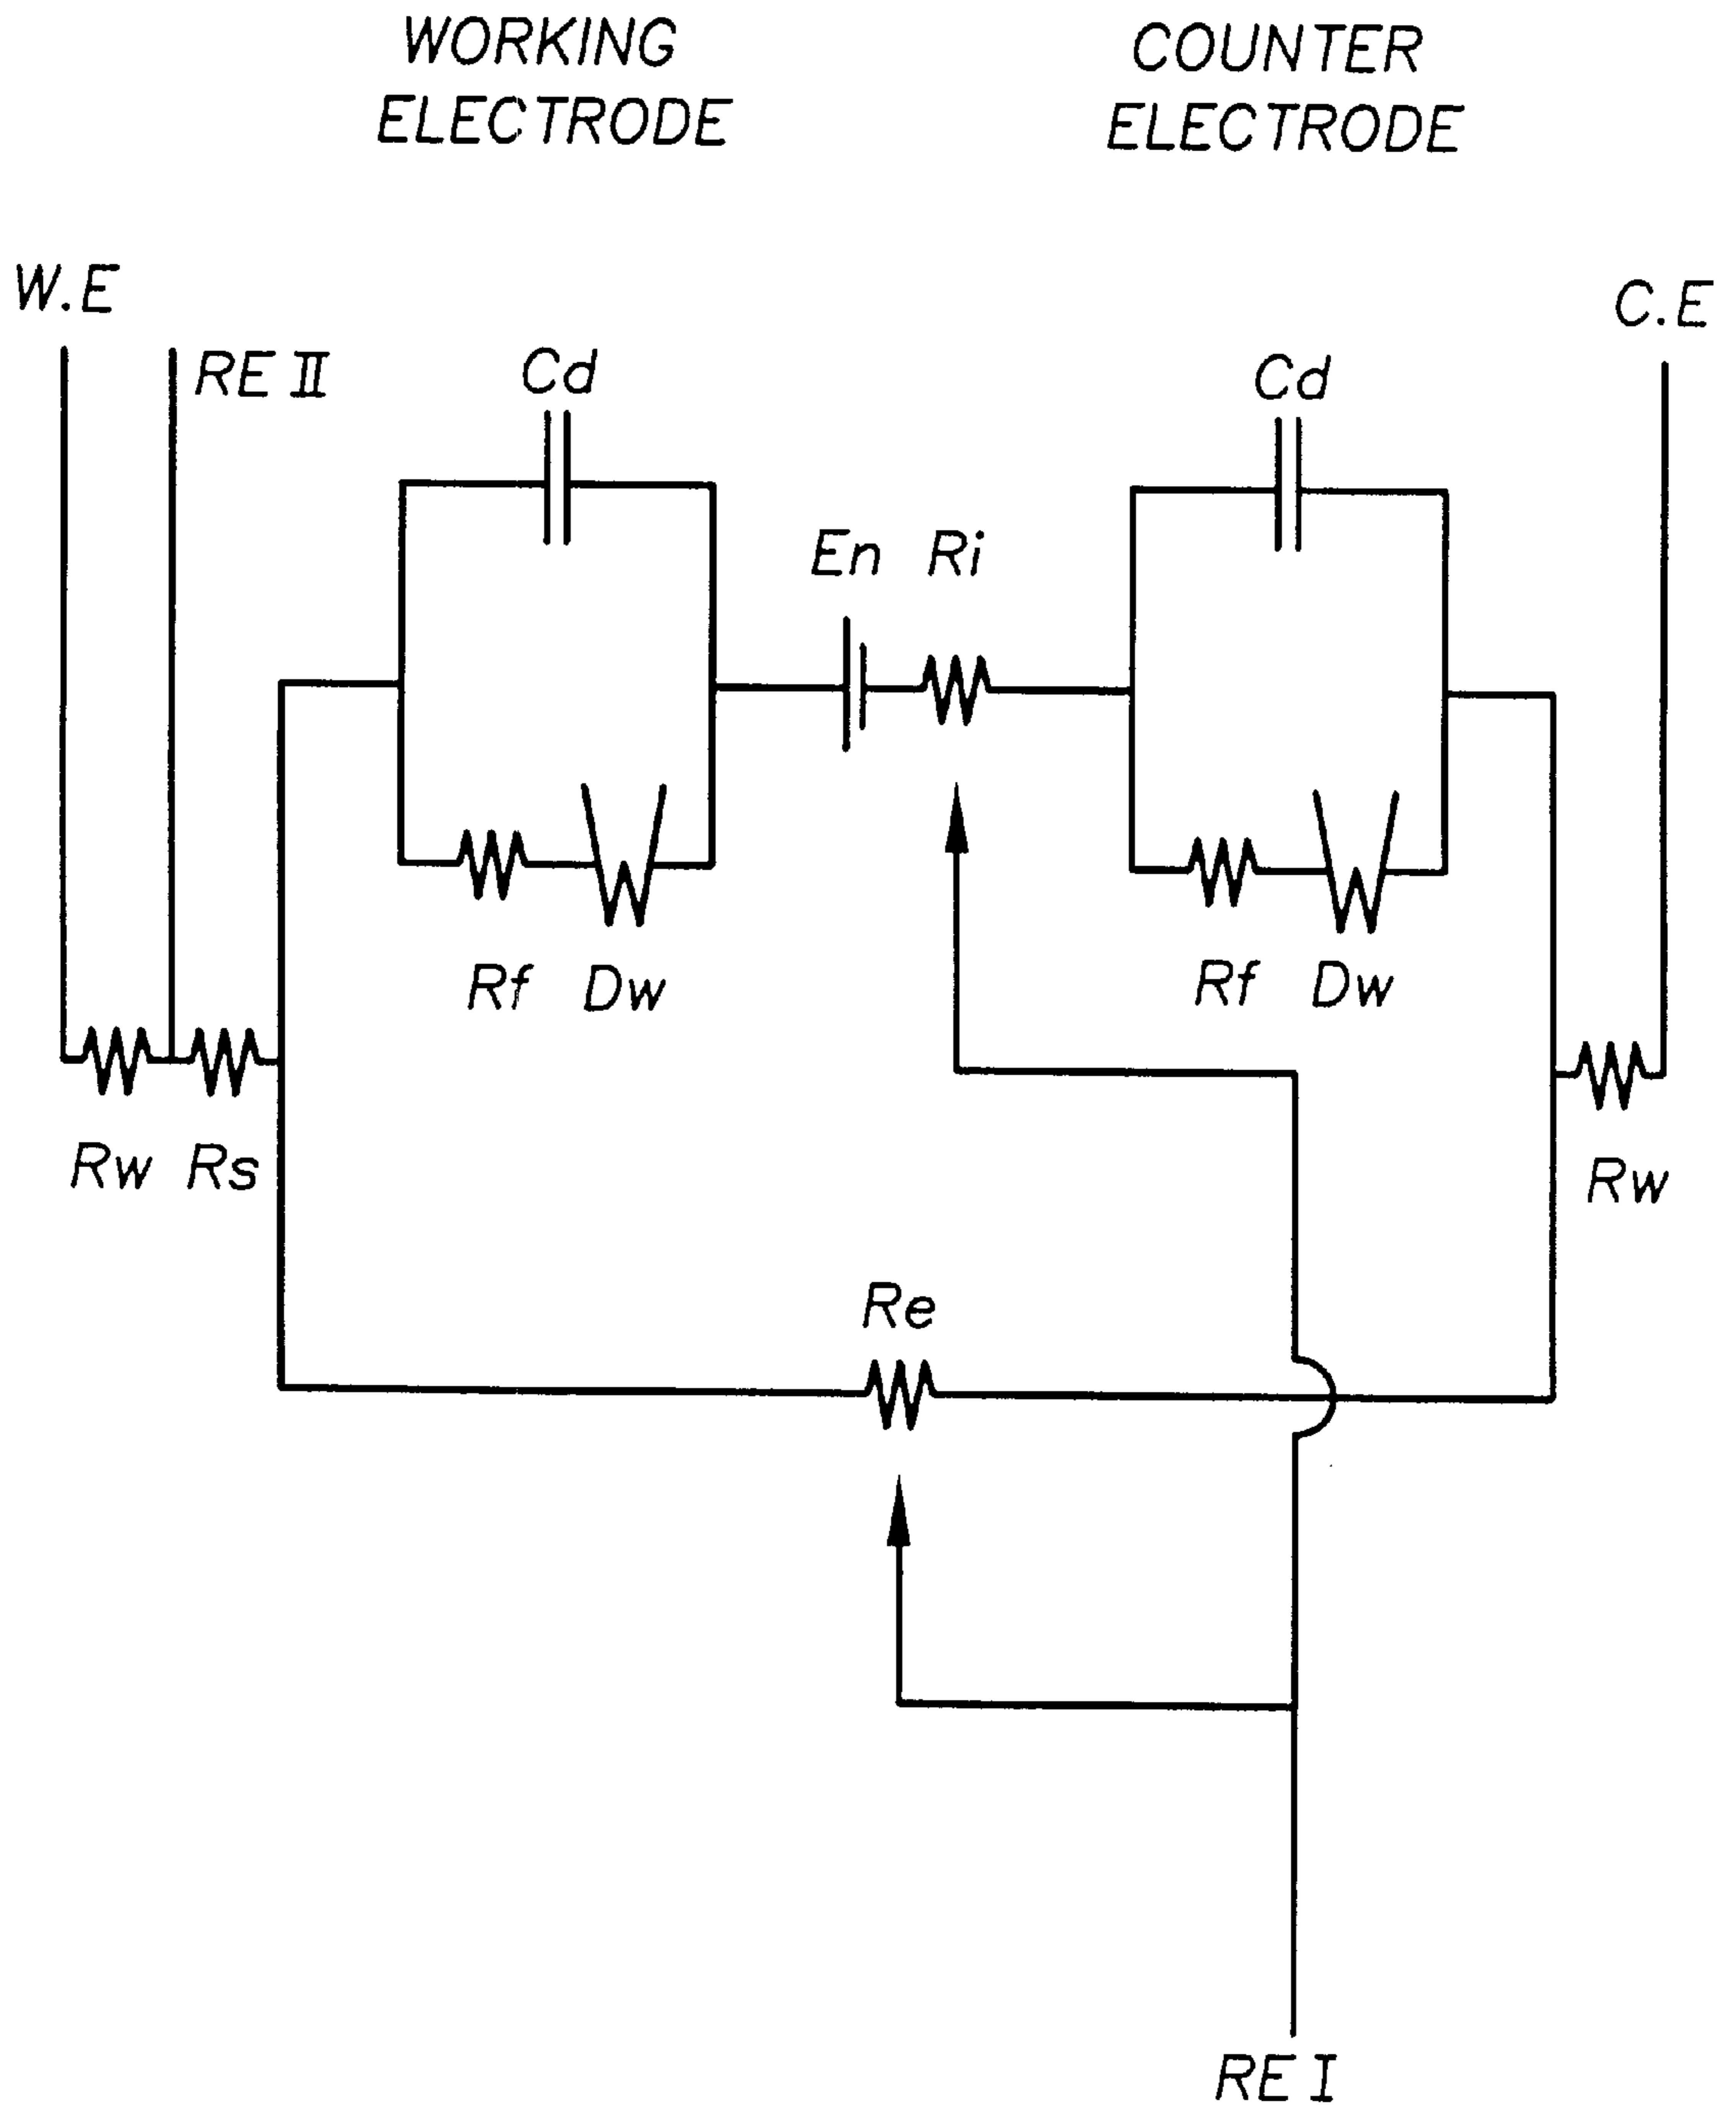 WORKING
ELECTRODE
COUNTER
ELECTRODE
W.E
RE II
Cd
Cd
C.E
En Ri
Rf Dw
Rf Dw
Rw Rs
Rw
Re
RE I